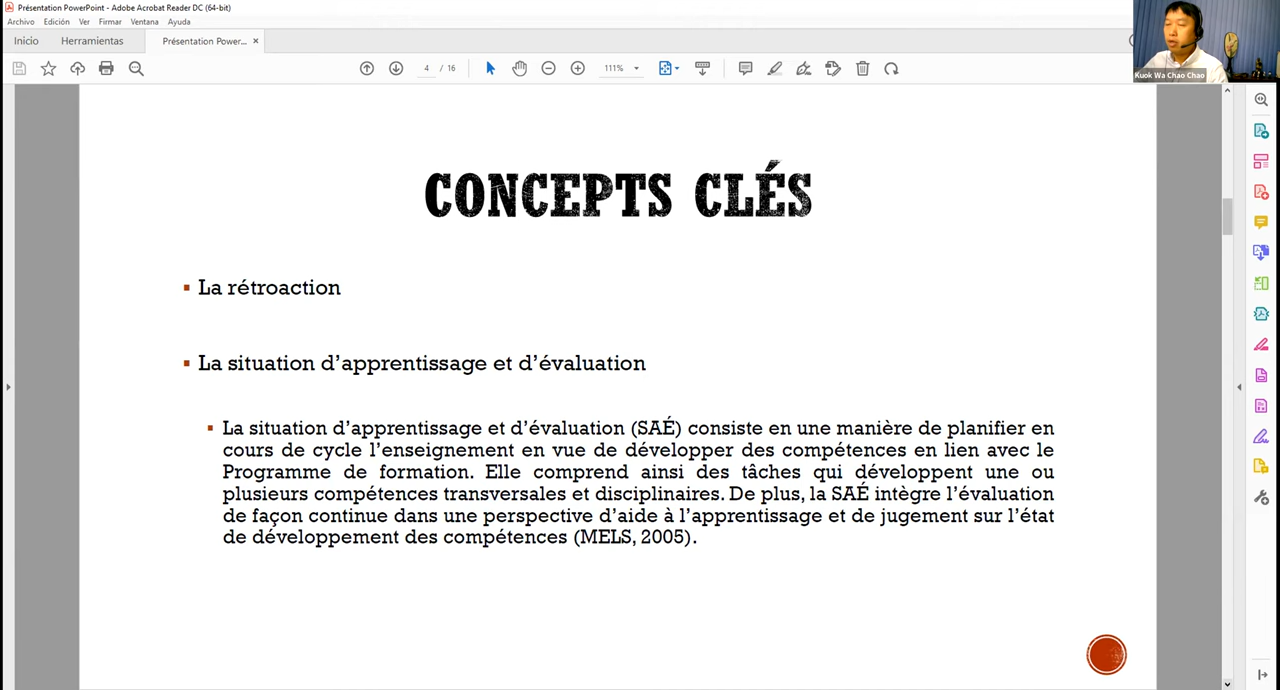 Présentation PowerPoint - Adobe Acrobat Reader DC (64-bit)
Archivo Edición Ver Firmar Ventana Ayuda
Inicio Herramientas Présentation Power... ×
4 / 16 111%
Kuok Wa Chao Chao
CONCEPTS CLÉS
▪ La rétroaction
▪ La situation d’apprentissage et d’évaluation
▪ La situation d’apprentissage et d’évaluation (SAÉ) consiste en une manière de planifier en
cours de cycle l’enseignement en vue de développer des compétences en lien avec le
Programme de formation. Elle comprend ainsi des tâches qui développent une ou
plusieurs compétences transversales et disciplinaires. De plus, la SAÉ intègre l’évaluation
de façon continue dans une perspective d’aide à l’apprentissage et de jugement sur l’état
de développement des compétences (MELS, 2005).